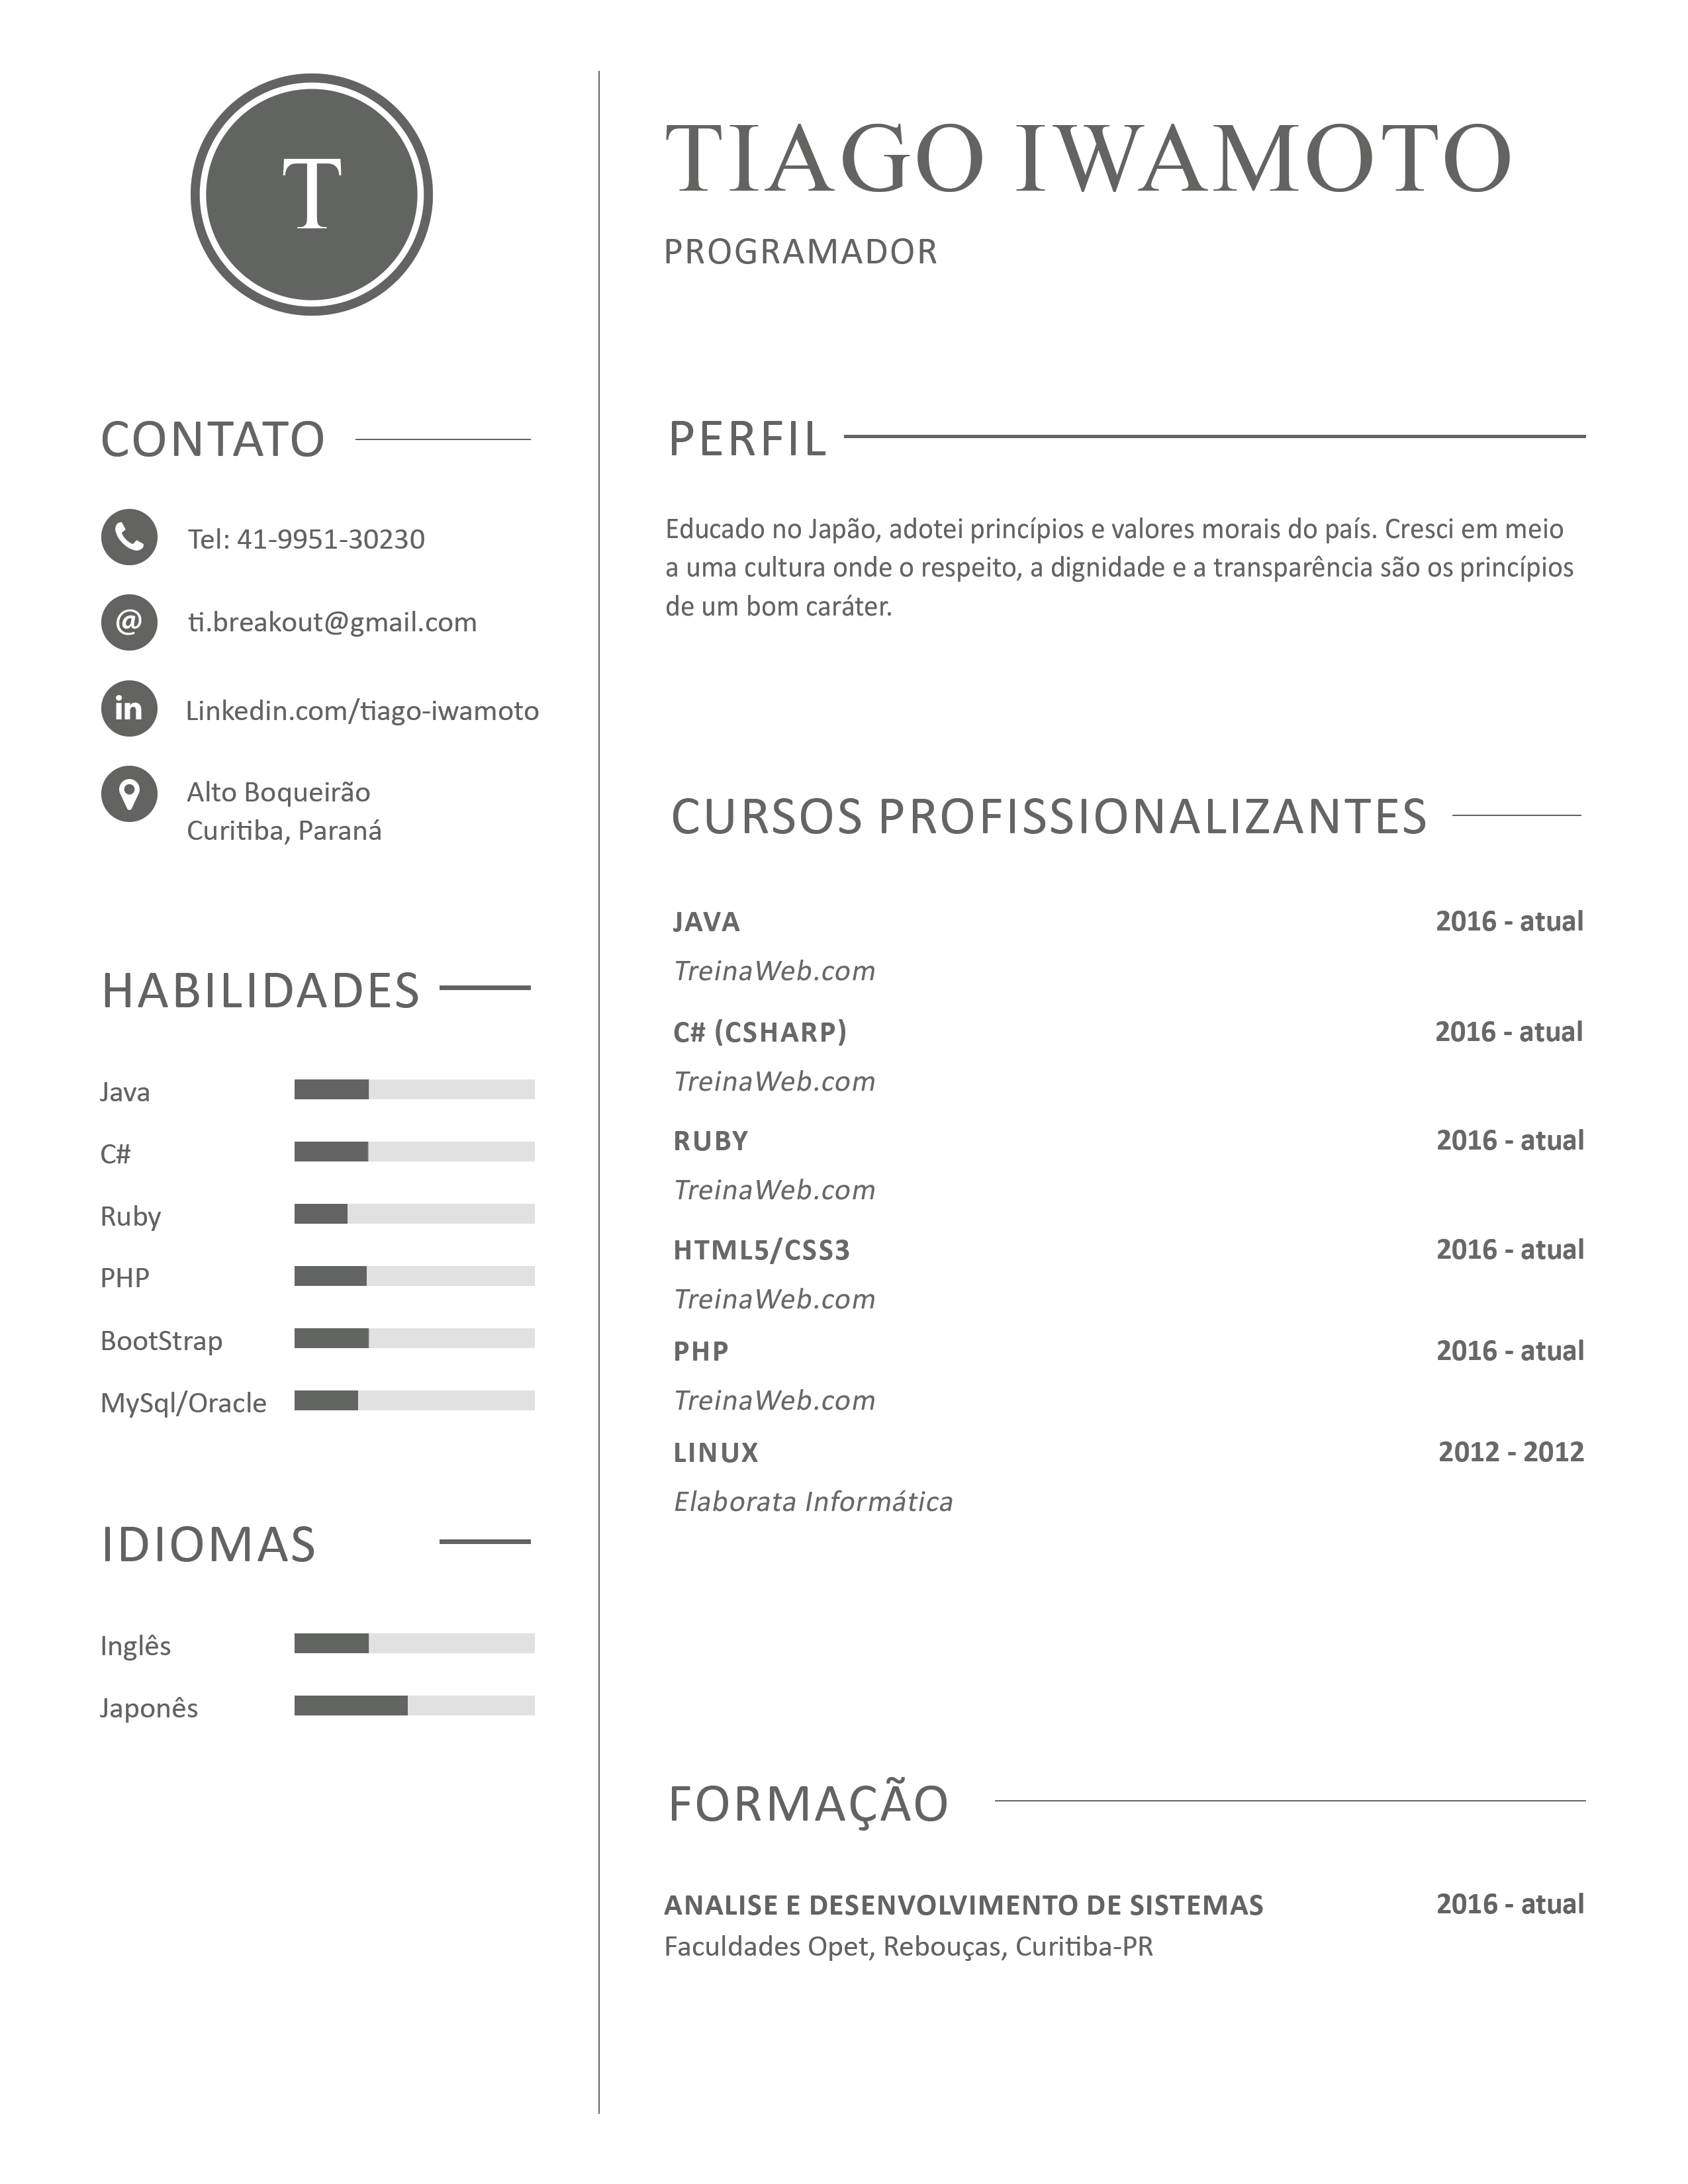 T
TIAGO IWAMOTO
PROGRAMADOR
CONTATO
Tel: 41-9951-30230
@
ti.breakout@gmail.com
in
Linkedin.com/tiago-iwamoto
Alto Boqueirão
Curitiba, Paraná
HABILIDADES
Java
C#
Ruby
PHP
BootStrap
MySql/Oracle
IDIOMAS
Inglês
Japonês
PERFIL
Educado no Japão, adotei princípios e valores morais do país. Cresci em meio
a uma cultura onde o respeito, a dignidade e a transparência são os princípios
de um bom caráter.
CURSOS PROFISSIONALIZANTES
JAVA 2016 - atual
TreinaWeb.com
C# (CSHARP) 2016 - atual
TreinaWeb.com
RUBY 2016 - atual
TreinaWeb.com
HTML5/CSS3 2016 - atual
TreinaWeb.com
PHP 2016 - atual
TreinaWeb.com
LINUX 2012 - 2012
Elaborata Informática
FORMAÇÃO
ANALISE E DESENVOLVIMENTO DE SISTEMAS 2016 - atual
Faculdades Opet, Rebouças, Curitiba-PR